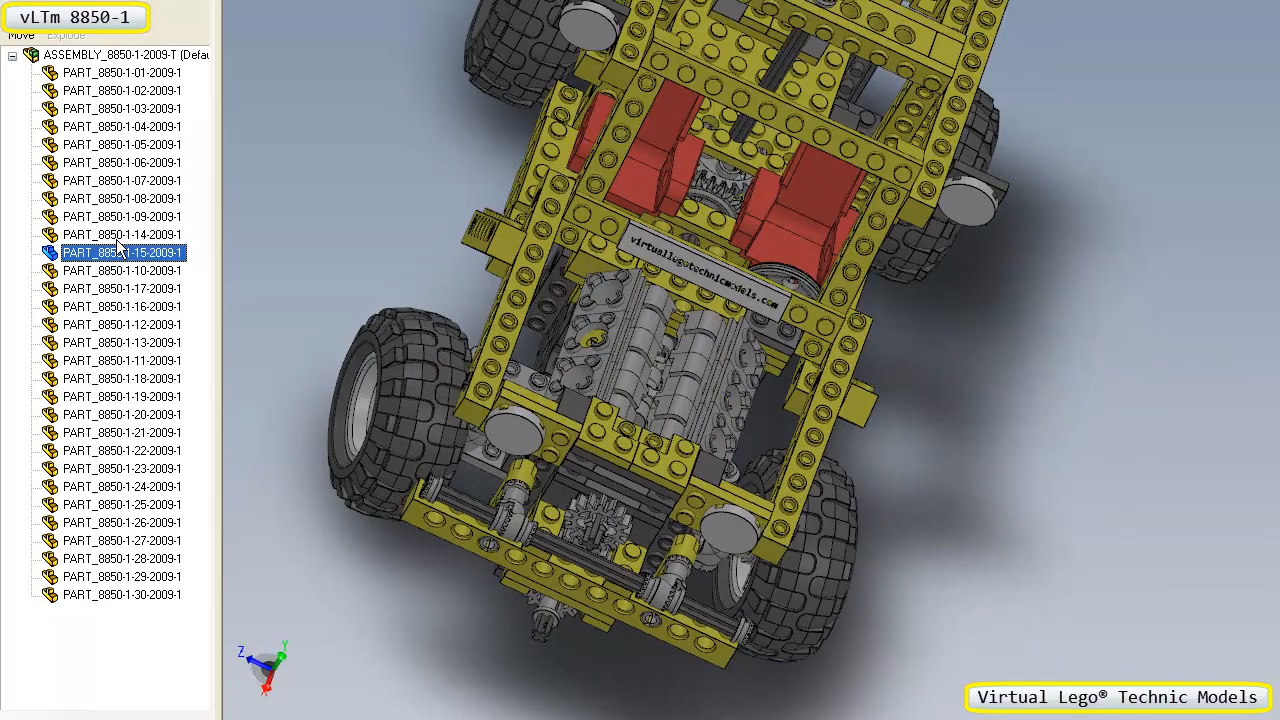 vLTm 8850-1
Move Explode
ASSEMBLY_8850-1-2009-T (Defau
PART_8850-1-01-2009-1
PART_8850-1-02-2009-1
PART_8850-1-03-2009-1
PART_8850-1-04-2009-1
PART_8850-1-05-2009-1
PART_8850-1-06-2009-1
PART_8850-1-07-2009-1
PART_8850-1-08-2009-1
PART_8850-1-09-2009-1
PART_8850-1-14-2009-1
PART_8850-1-15-2009-1
PART_8850-1-10-2009-1
PART_8850-1-17-2009-1
PART_8850-1-16-2009-1
PART_8850-1-12-2009-1
PART_8850-1-13-2009-1
PART_8850-1-11-2009-1
PART_8850-1-18-2009-1
PART_8850-1-19-2009-1
PART_8850-1-20-2009-1
PART_8850-1-21-2009-1
PART_8850-1-22-2009-1
PART_8850-1-23-2009-1
PART_8850-1-24-2009-1
PART_8850-1-25-2009-1
PART_8850-1-26-2009-1
PART_8850-1-27-2009-1
PART_8850-1-28-2009-1
PART_8850-1-29-2009-1
PART_8850-1-30-2009-1
virtuallegotechnicmodels.com
Z
Y
X
Virtual Lego® Technic Models